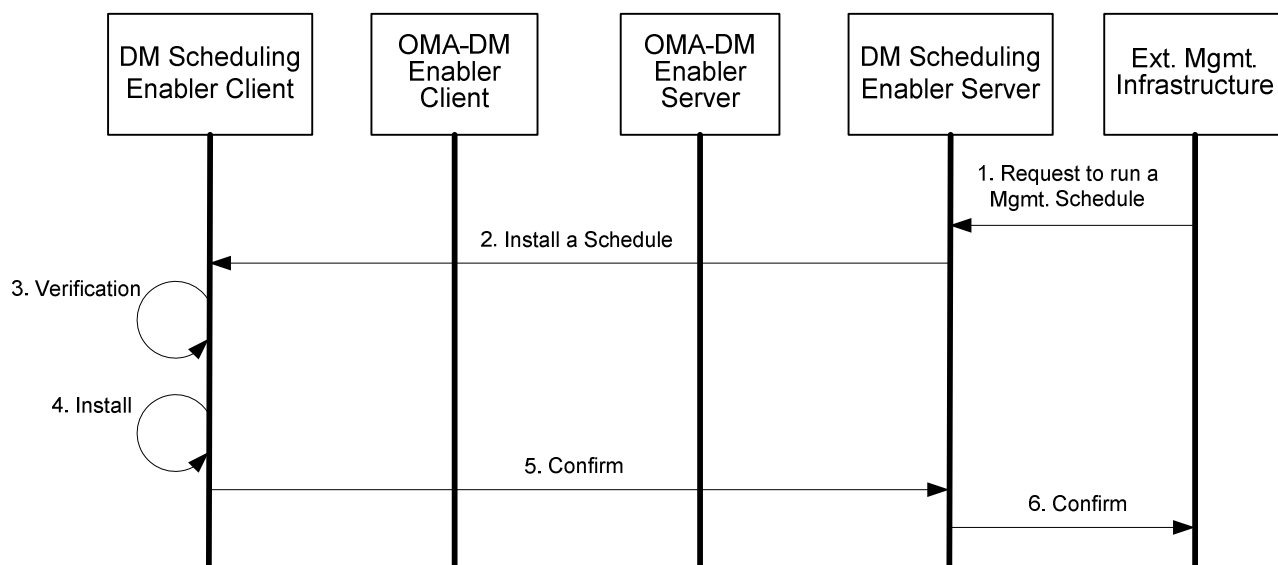 DM Scheduling
Enabler Client
OMA-DM
Enabler
Client
OMA-DM
Enabler
Server
DM Scheduling
Enabler Server
Ext. Mgmt.
Infrastructure
1. Request to run a
Mgmt. Schedule
2. Install a Schedule
3. Verification
4. Install
5. Confirm
6. Confirm